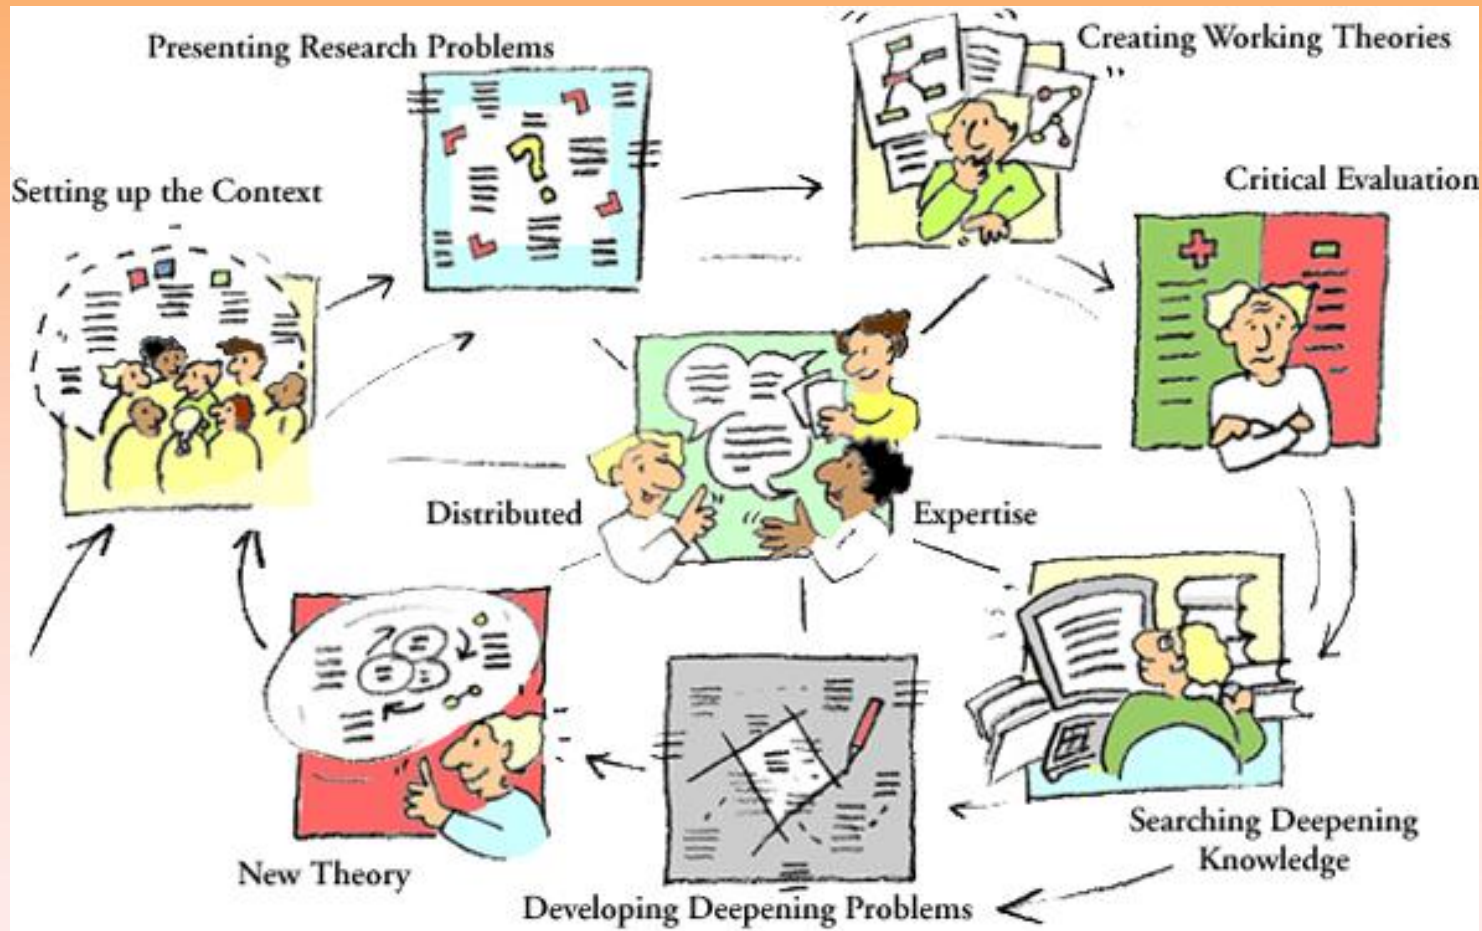 Presenting Research Problems
Creating Working Theories
Setting up the Context
Critical Evaluation
Distributed
Expertise
Searching Deepening
Knowledge
New Theory
Developing Deepening Problems